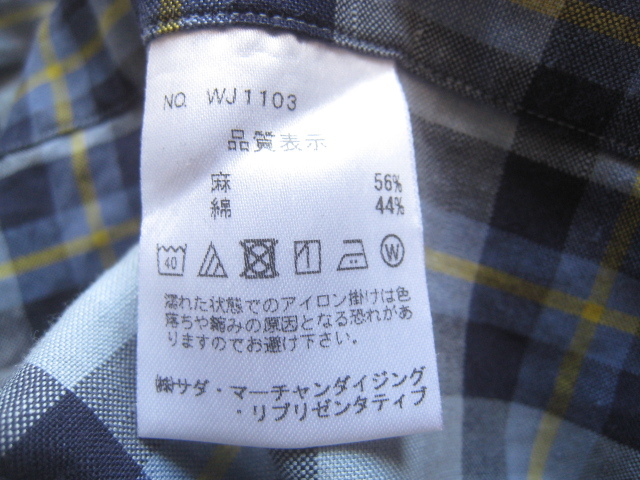 NO. WJ1103
品質表示
麻 56%
綿 44%
40 W
濡れた状態でのアイロン掛けは色
落ちや縮みの原因となる恐れがあ
りますのでお避け下さい。
㈱サダ・マーチャンダイジング
・リプリゼンタティブ